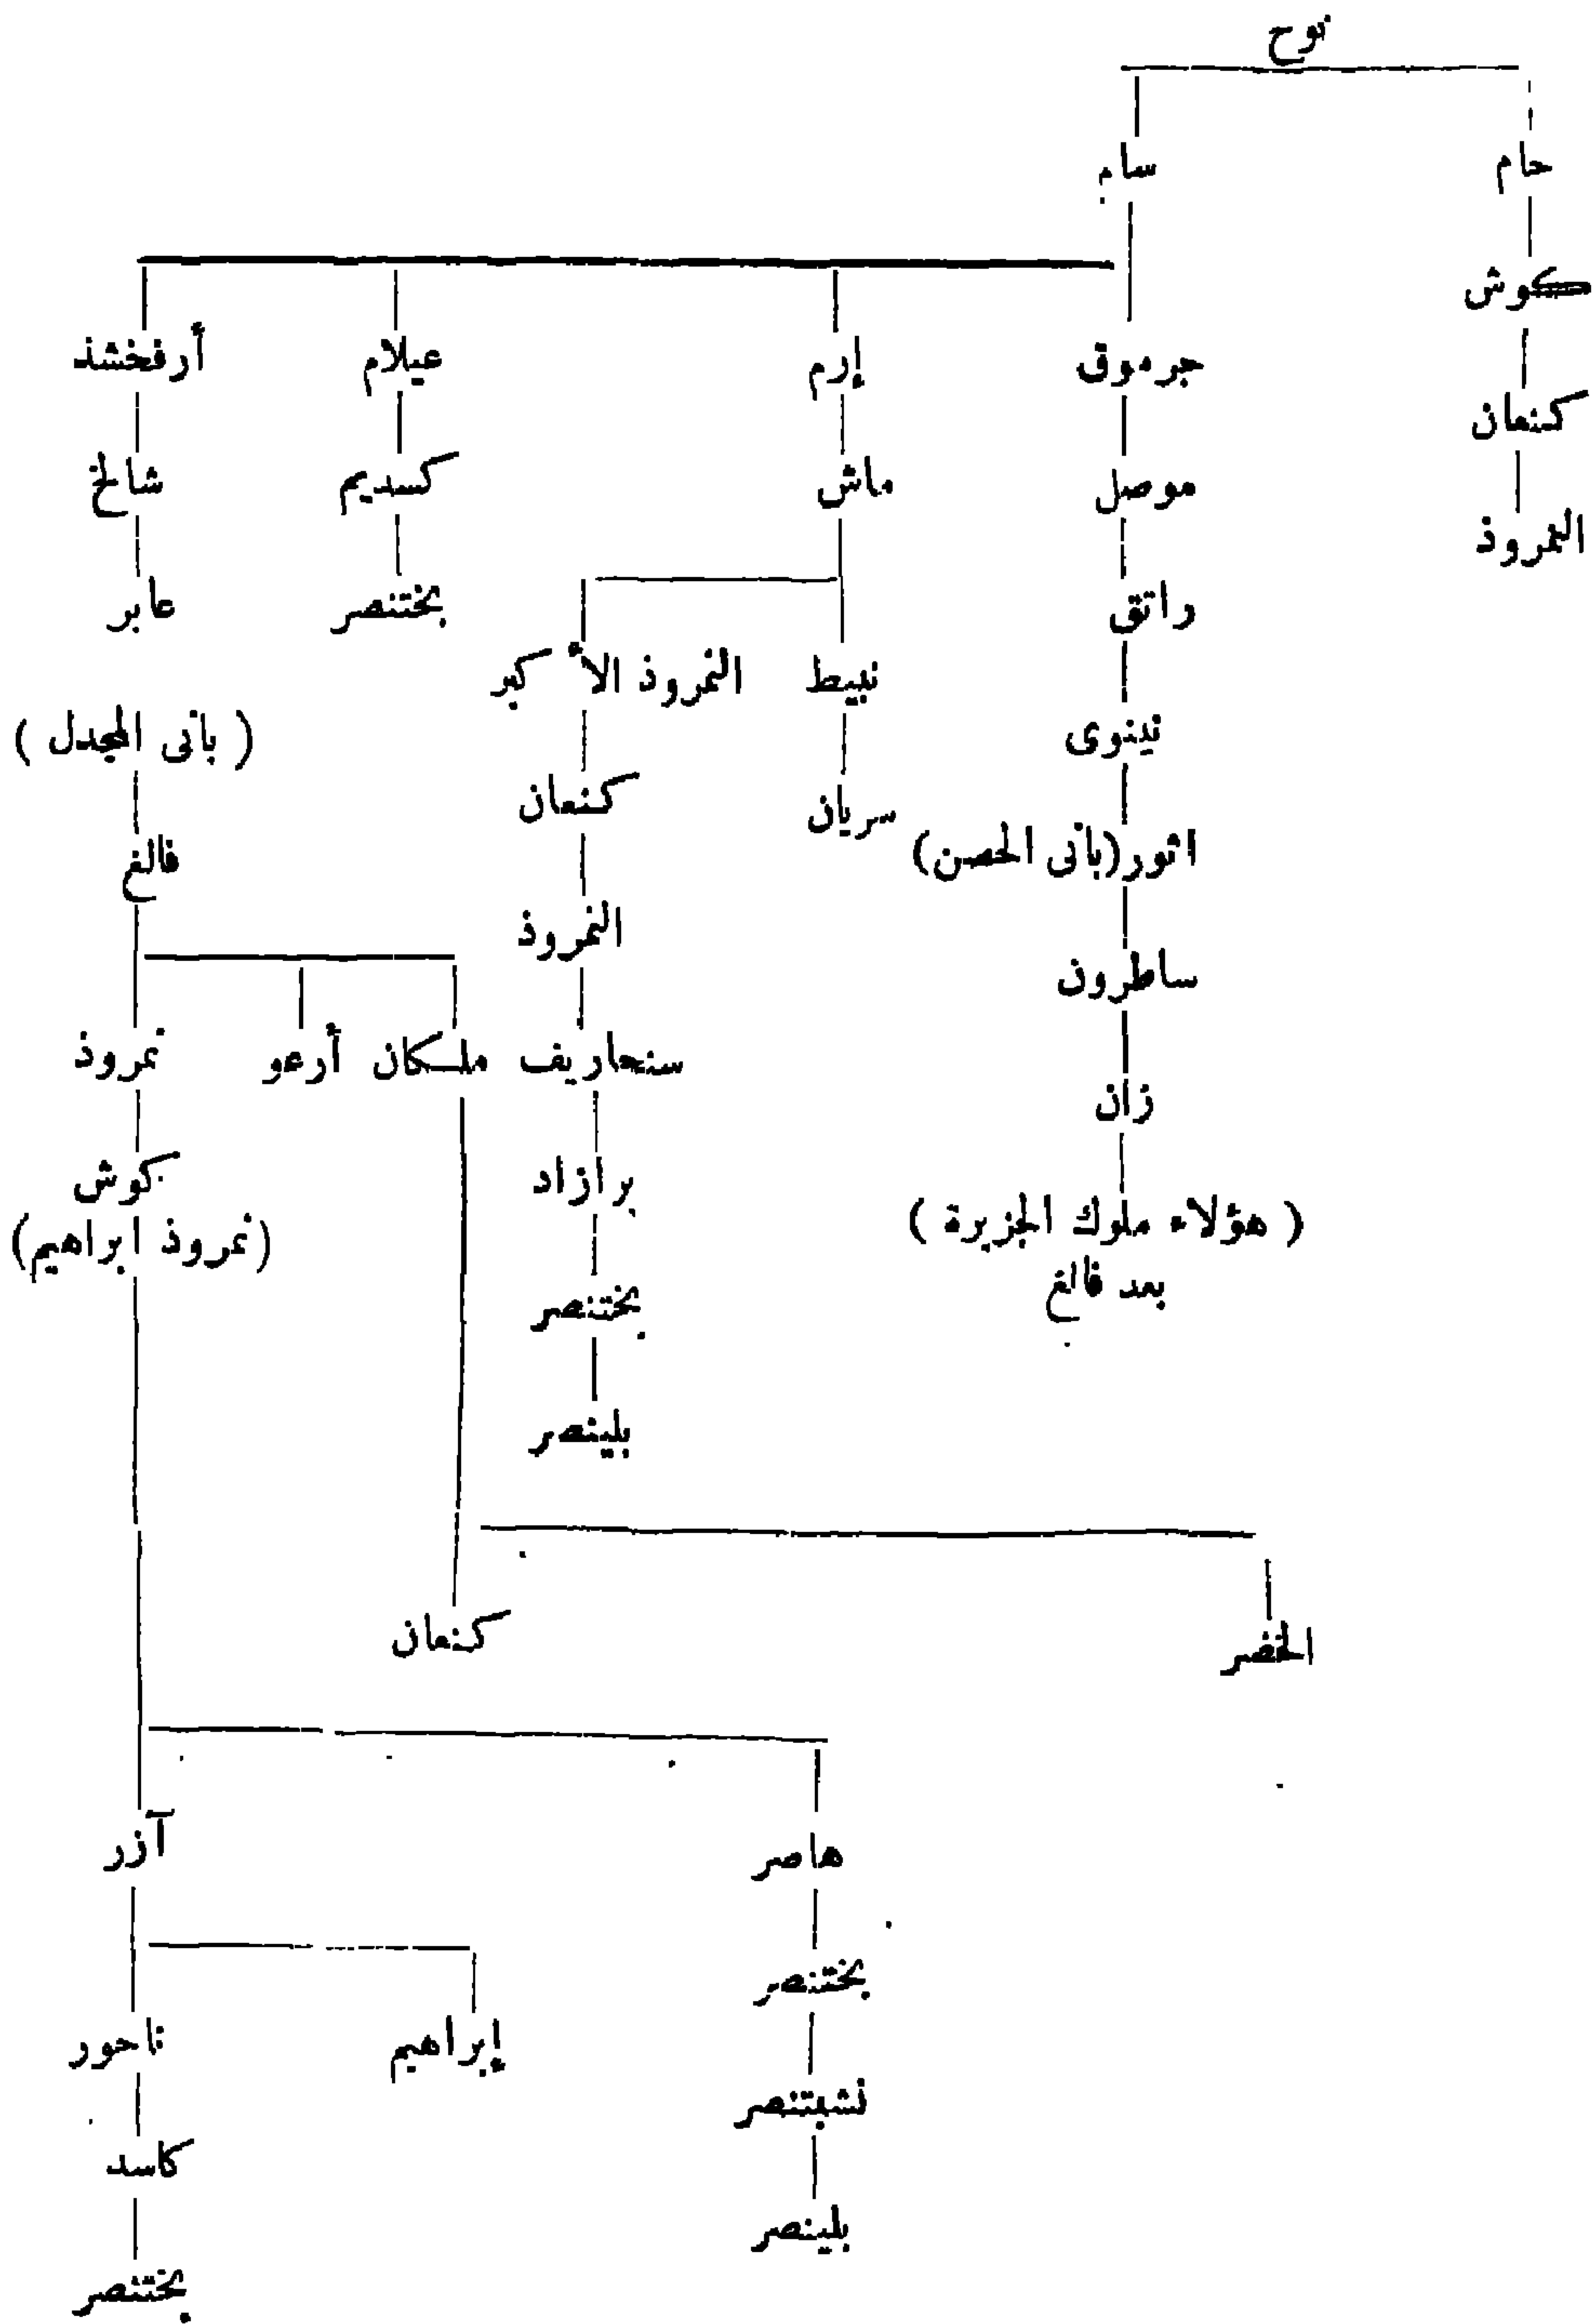 نوح
حام
سام
كوش
جرموق
إرم
عيلام
أرفخشذ
كنعان
موصل
ماش
كسديم
شالخ
النمروذ
راتق
بختنصر
عابر
نبيط
النمروذ الأكبر
نينوى
( بانى المجدل )
سريان
كنعان
اثور (بانى الحصن)
فالغ
النمروذ
ساطرون
سنحاريف
ملكان
أرعو
نمروذ
زان
برازاد
كوش
( هؤلاء ملوك الجزيرة )
(نمروذ ابراهيم)
بعد فالغ
بختنصر
بلينصر
الخضر
كنعان
هاصر
آزر
بختنصر
إبراهيم
ناحور
نشبتنصر
كاسد
بلينصر
بختنصر